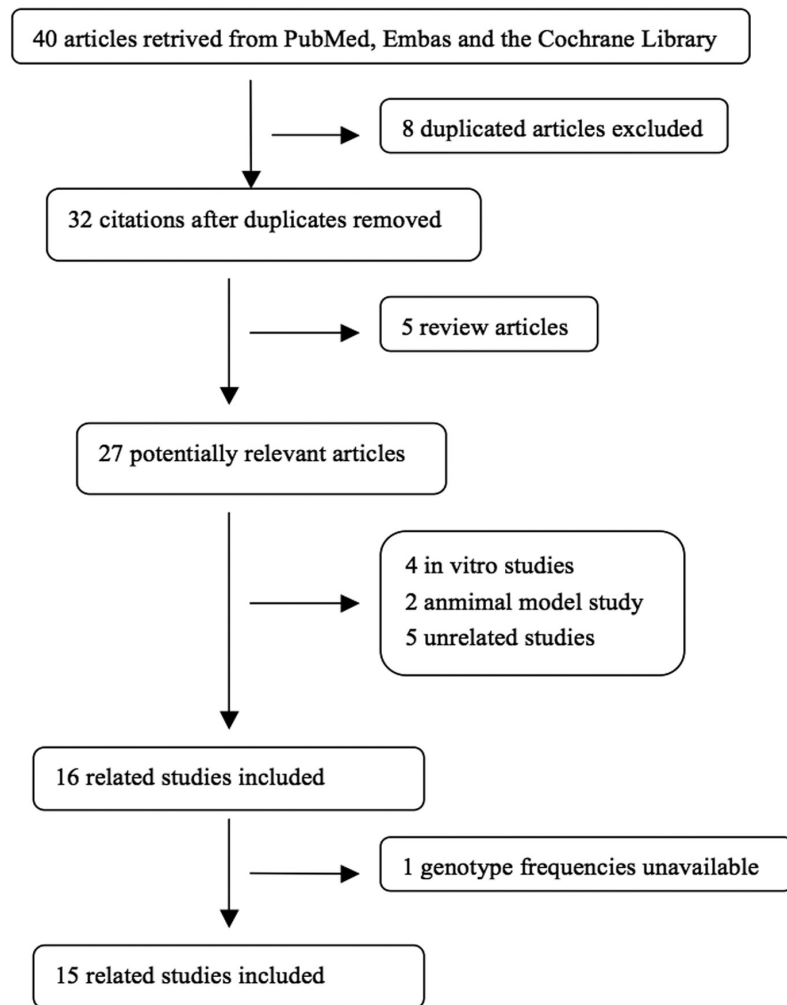 40 articles retrived from PubMed, Embas and the Cochrane Library
8 duplicated articles excluded
32 citations after duplicates removed
5 review articles
27 potentially relevant articles
4 in vitro studies
2 anmimal model study
5 unrelated studies
16 related studies included
1 genotype frequencies unavailable
15 related studies included